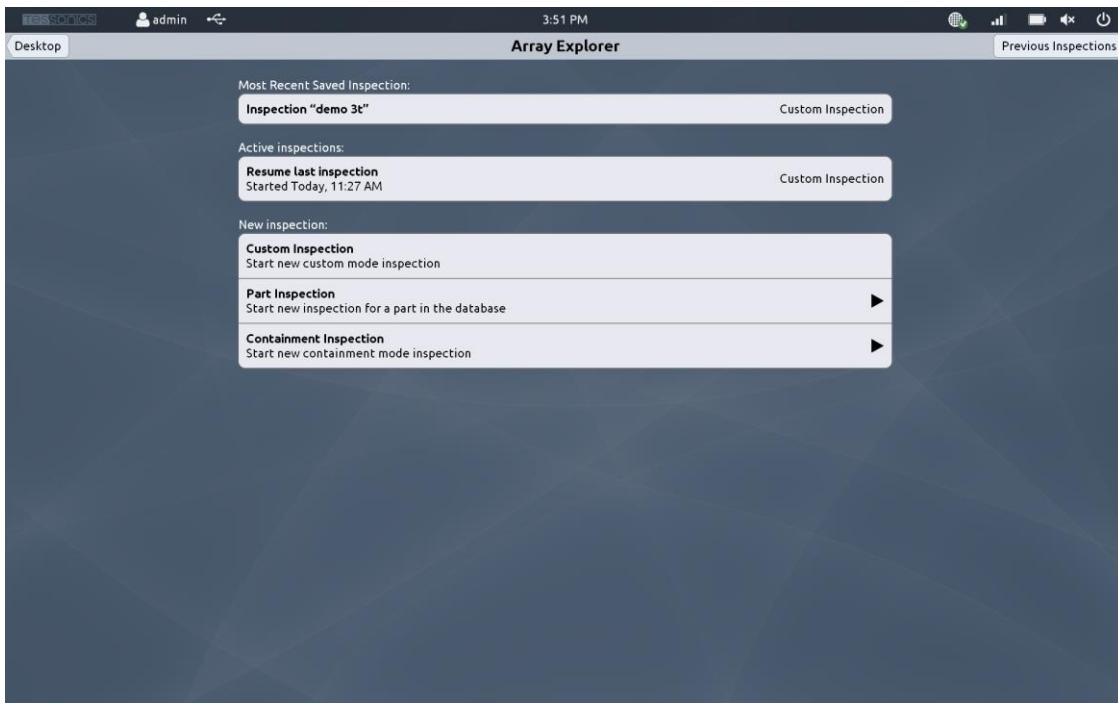 TESSONICS admin 3:51 PM
Desktop Array Explorer Previous Inspections
Most Recent Saved Inspection:
Inspection “demo 3t” Custom Inspection
Active inspections:
Resume last inspection
Started Today, 11:27 AM Custom Inspection
New inspection:
Custom Inspection
Start new custom mode inspection
Part Inspection
Start new inspection for a part in the database
Containment Inspection
Start new containment mode inspection